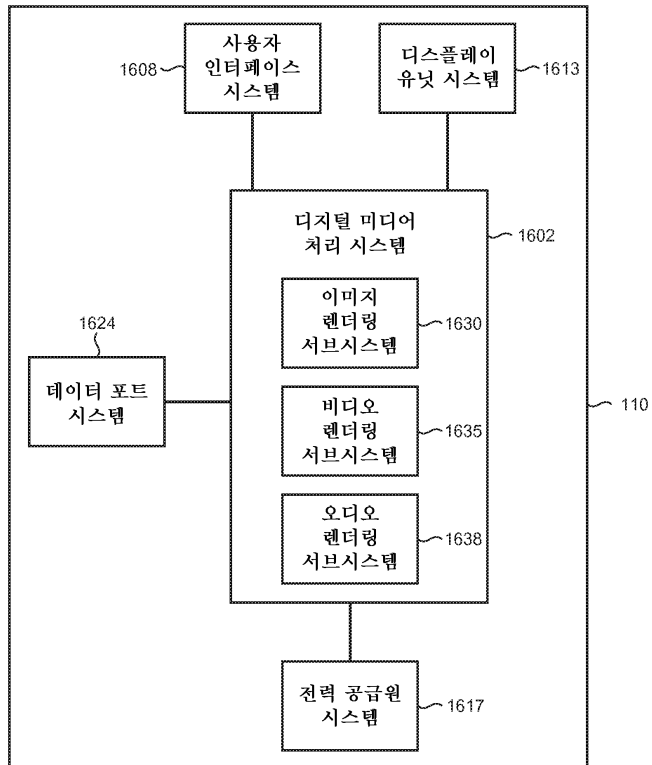 사용자
인터페이스
시스템
1608
디스플레이
유닛 시스템
1613
디지털 미디어
처리 시스템
1602
이미지
렌더링
서브시스템
1630
1624
데이터 포트
시스템
비디오
렌더링
서브시스템
1635
110
오디오
렌더링
서브시스템
1638
전력 공급원
시스템
1617